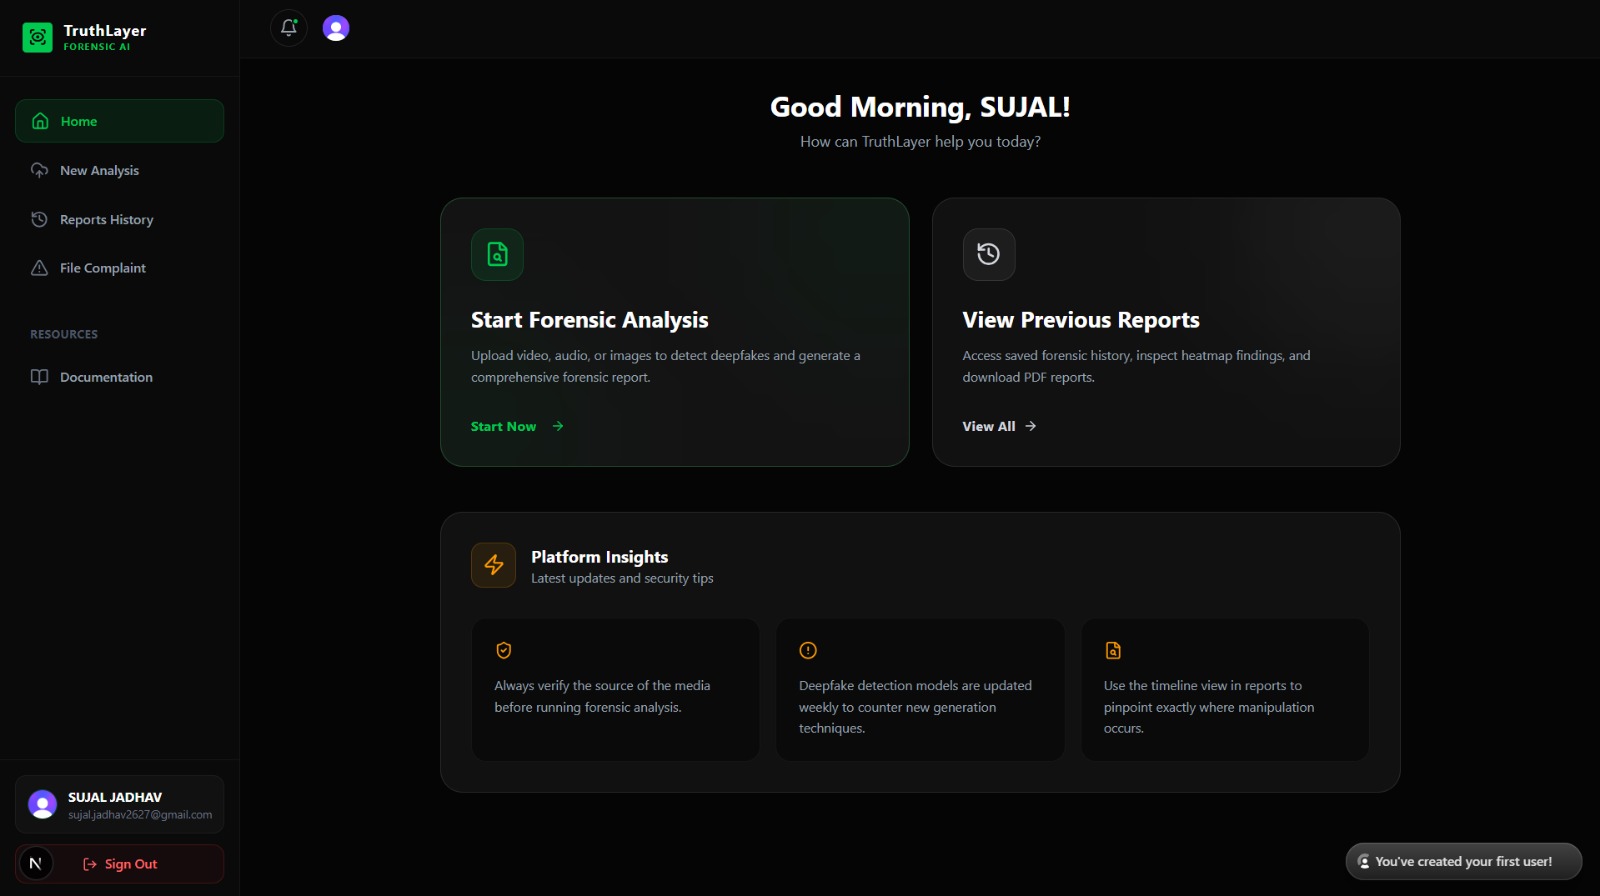 TruthLayer
FORENSIC AI
Home
New Analysis
Reports History
File Complaint
RESOURCES
Documentation
SUJAL JADHAV
sujal.jadhav2627@gmail.com
N
Sign Out
Good Morning, SUJAL!
How can TruthLayer help you today?
Start Forensic Analysis
Upload video, audio, or images to detect deepfakes and generate a
comprehensive forensic report.
Start Now →
View Previous Reports
Access saved forensic history, inspect heatmap findings, and
download PDF reports.
View All →
Platform Insights
Latest updates and security tips
Always verify the source of the media
before running forensic analysis.
Deepfake detection models are updated
weekly to counter new generation
techniques.
Use the timeline view in reports to
pinpoint exactly where manipulation
occurs.
You've created your first user!